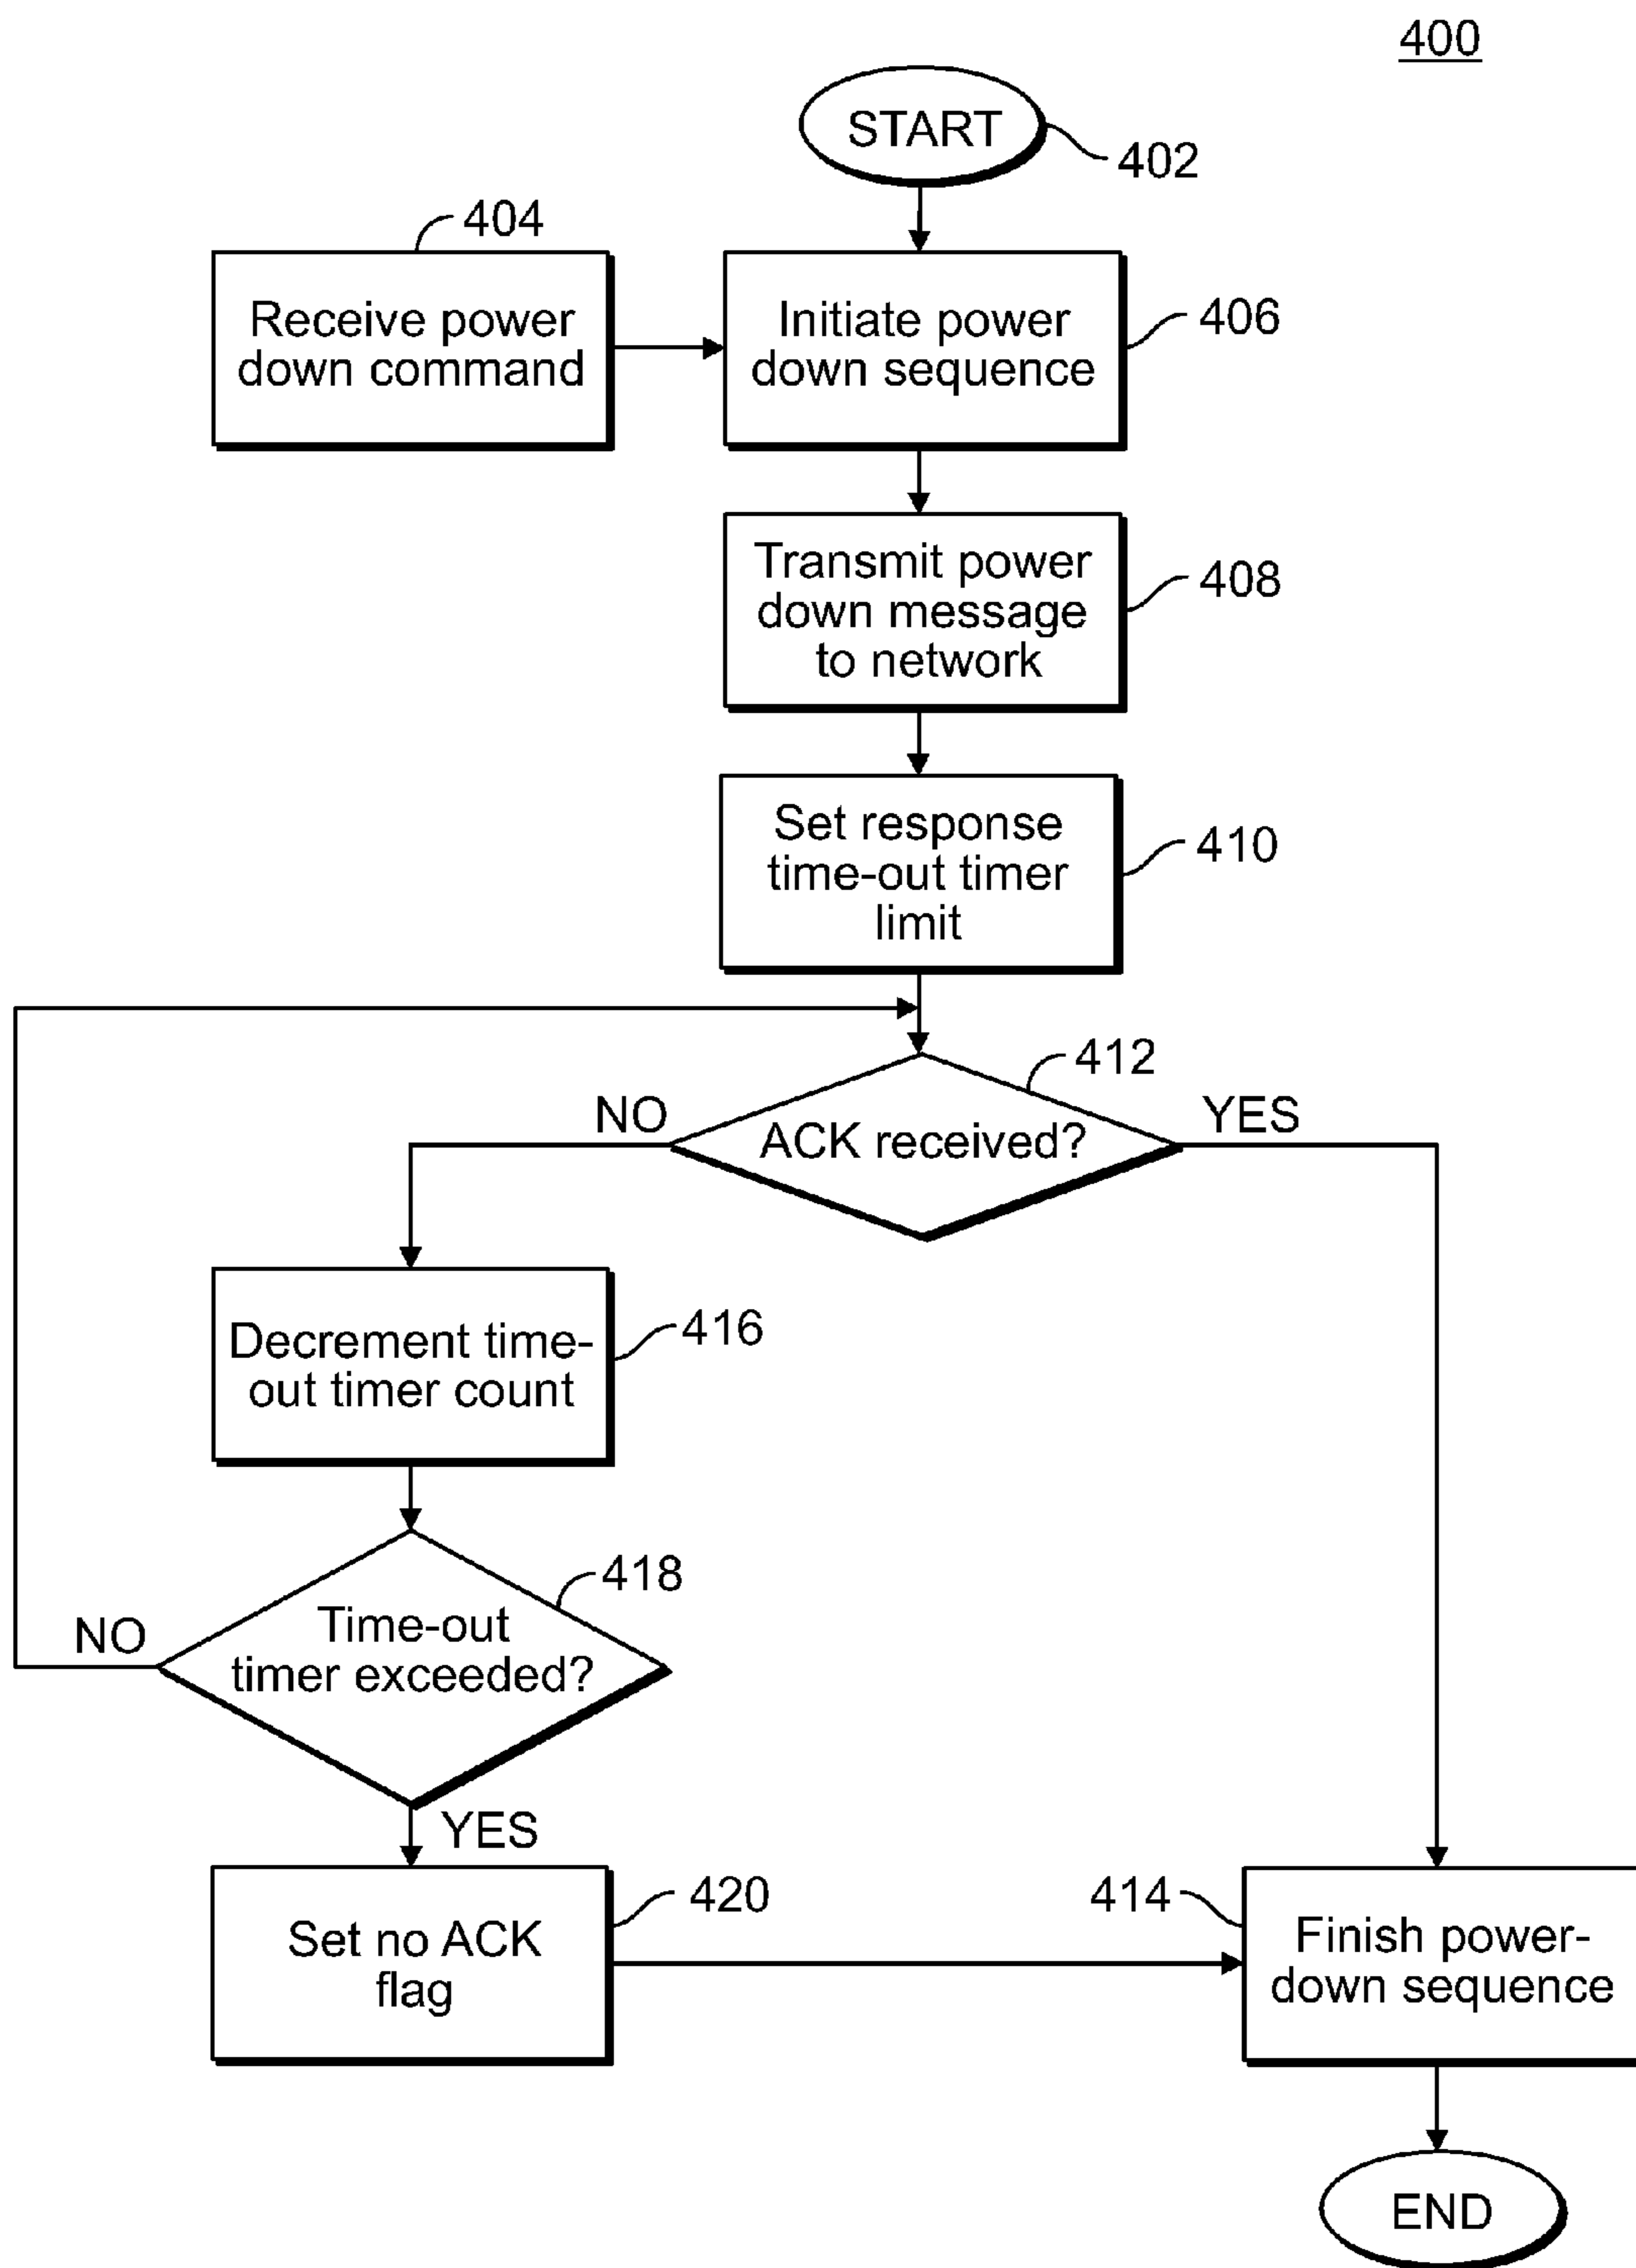 400
START
402
404
Receive power
down command
Initiate power
down sequence
406
Transmit power
down message
to network
408
Set response
time-out timer
limit
410
412
NO
ACK received?
YES
Decrement time-
out timer count
416
418
NO
Time-out
timer exceeded?
YES
Set no ACK
flag
420
414
Finish power-
down sequence
END